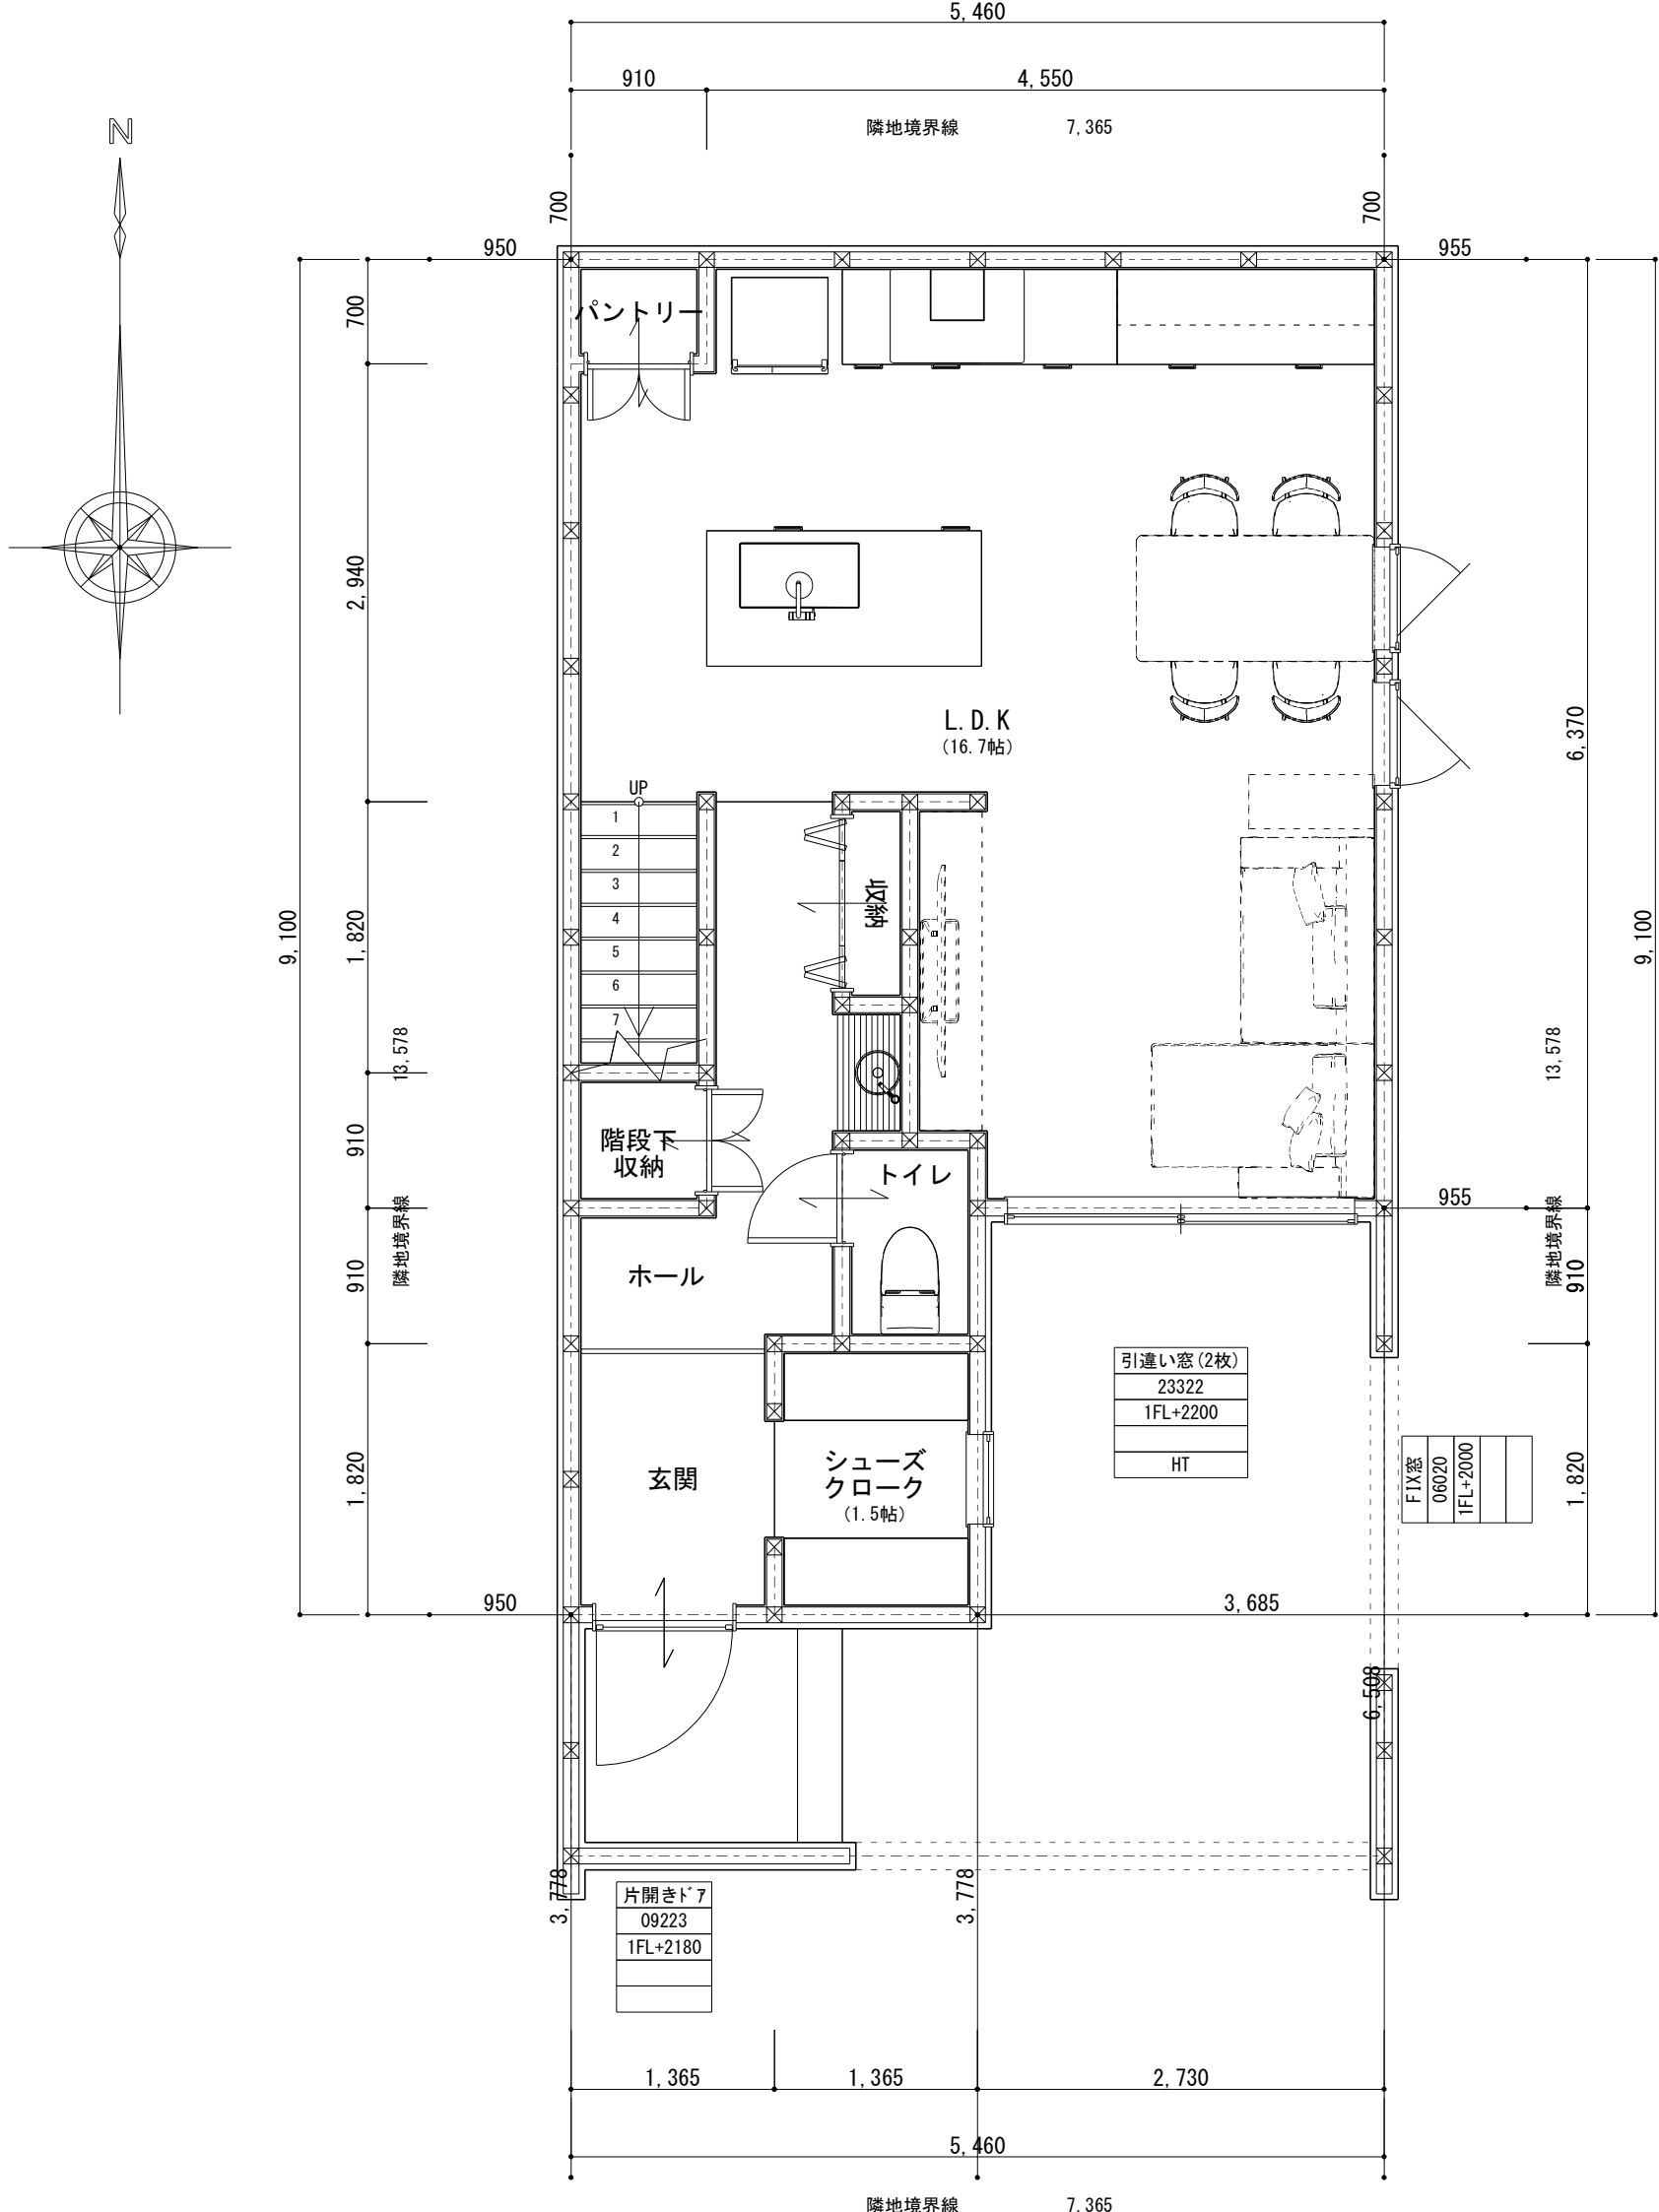 5,460
910
4,550
隣地境界線 7,365
N
700
700
950
955
パントリー
700
2,940
L.D.K
(16.7帖)
6,370
UP
1
2
3
4
5
6
7
収納
9,100
1,820
9,100
13,578
13,578
階段下
収納
910
トイレ
955
隣地境界線
隣地境界線
910
910
ホール
引違い窓(2枚)
23322
1FL+2200
HT
FIX窓
06020
1FL+2000
玄関
シューズ
クローク
(1.5帖)
1,820
1,820
950
3,685
6,508
3,778
3,778
片開きドア
09223
1FL+2180
1,365
1,365
2,730
5,460
隣地境界線 7,365